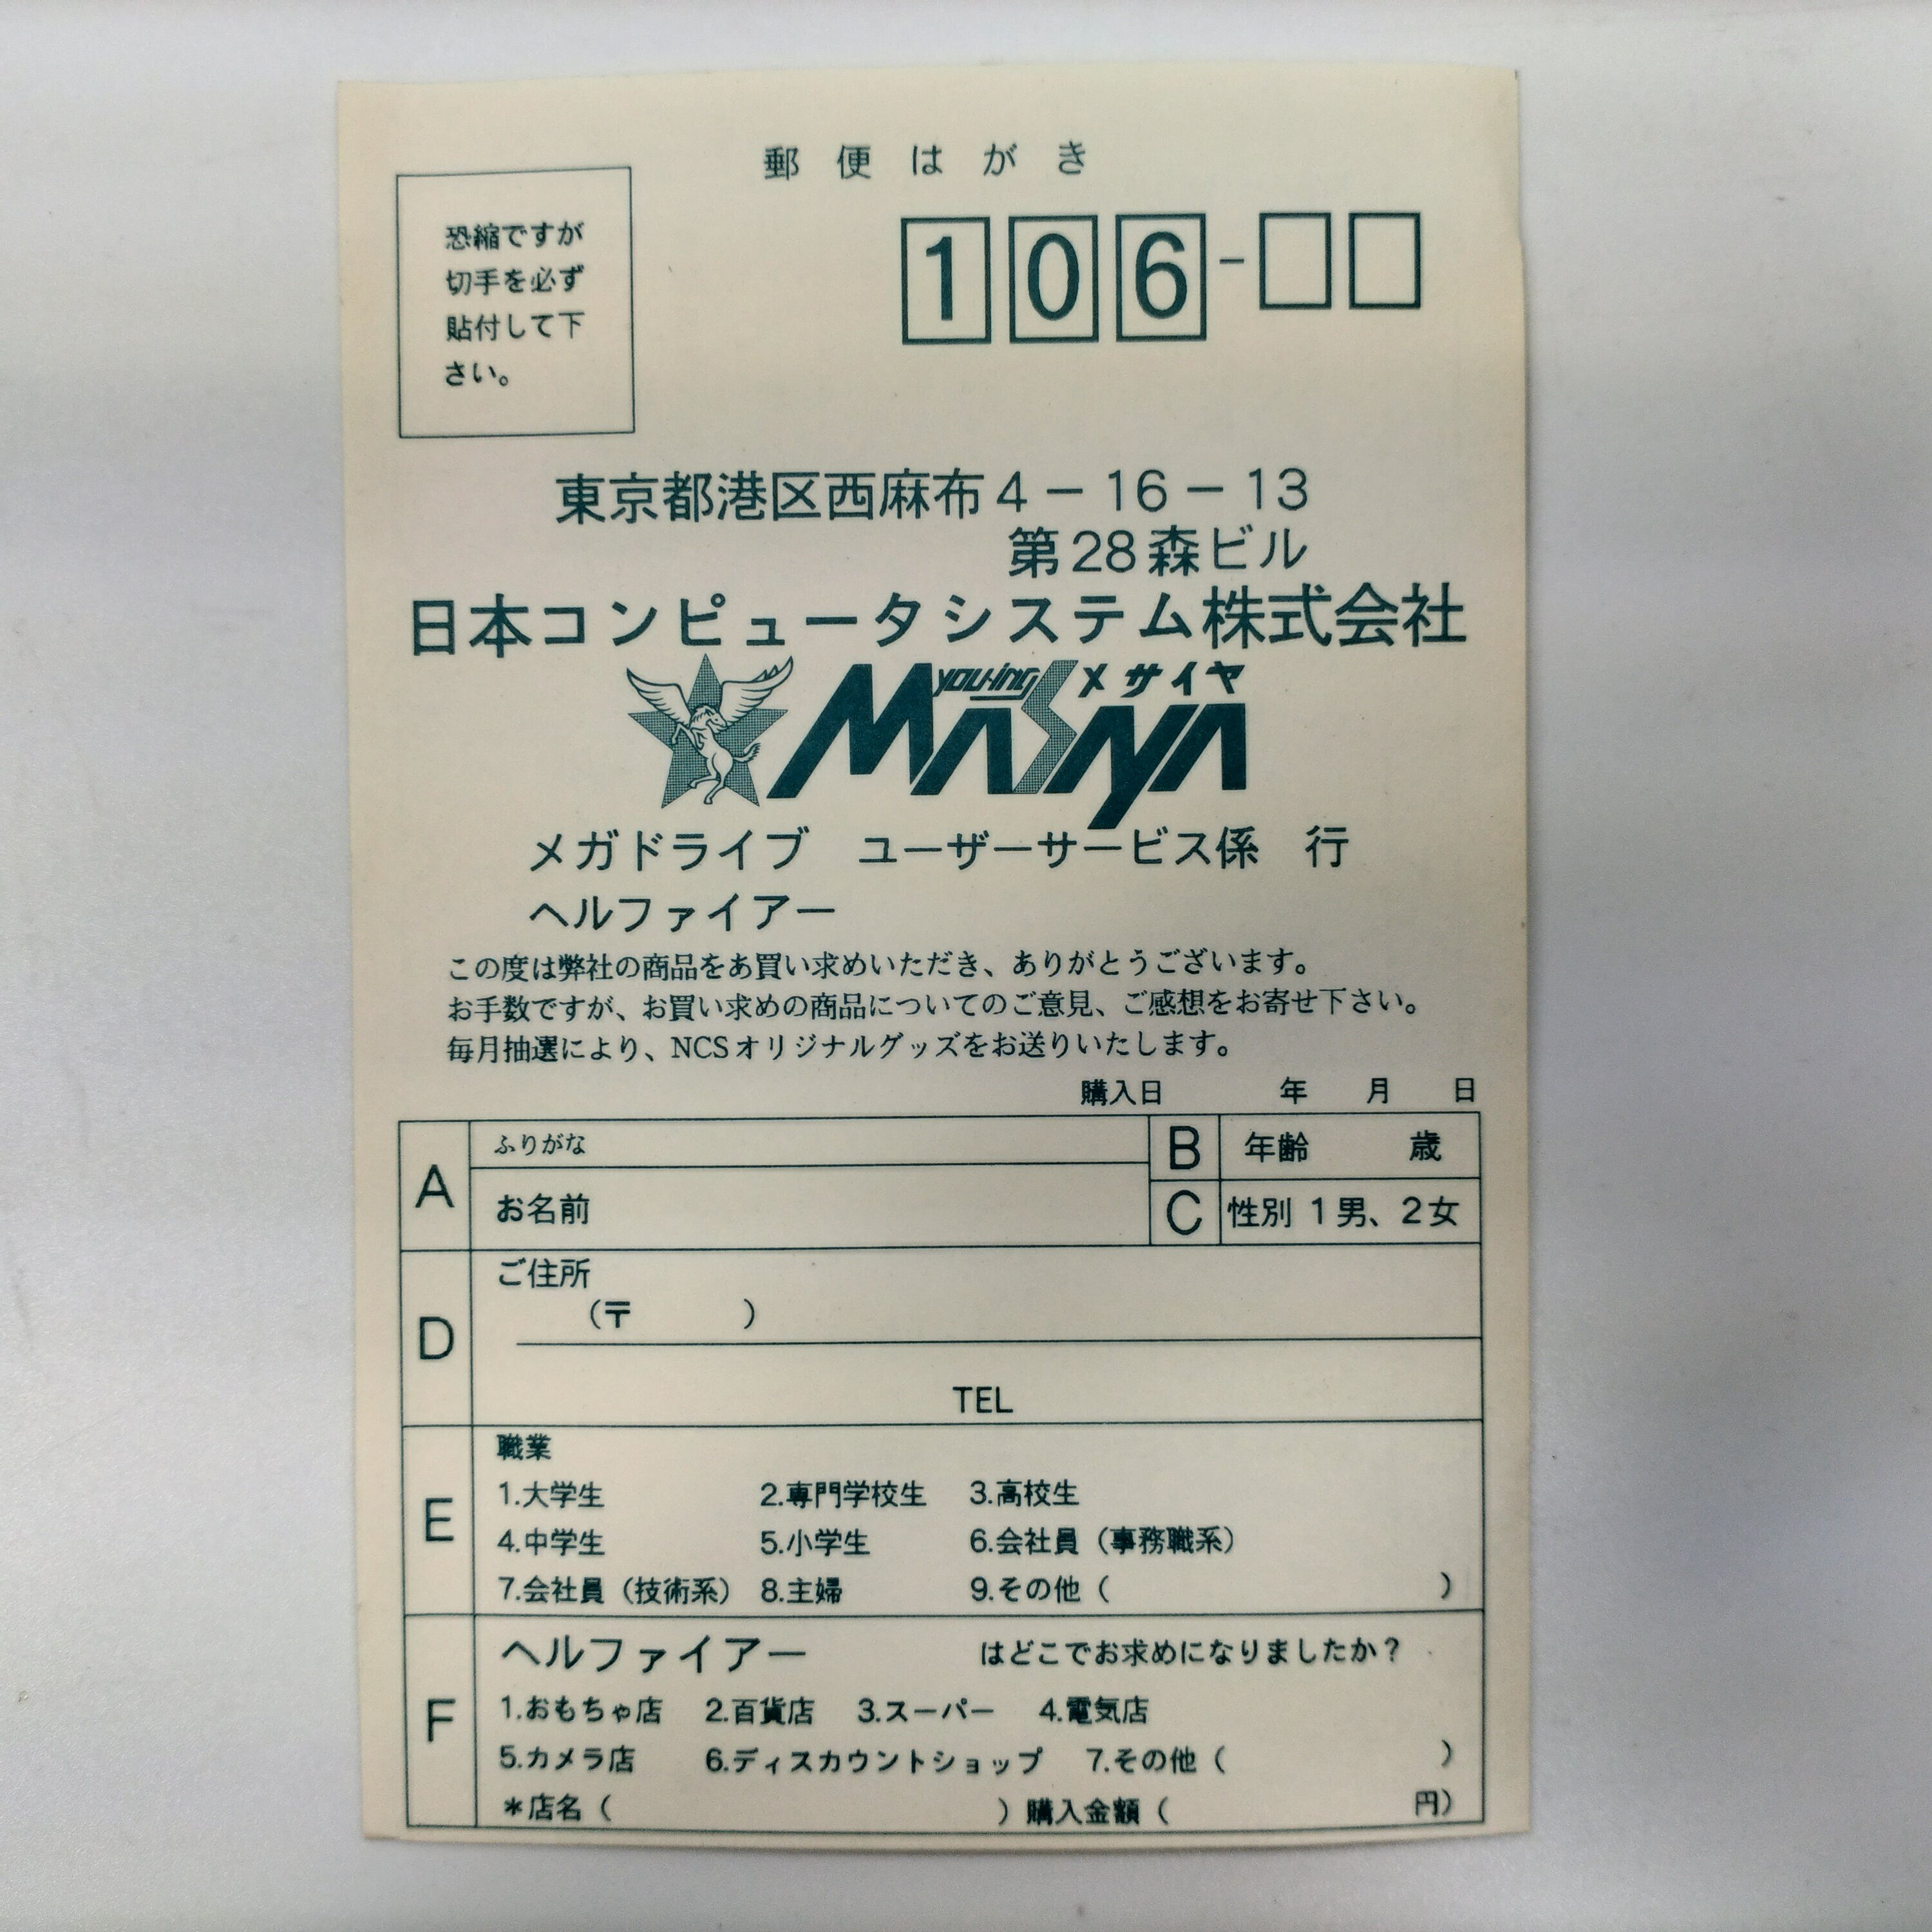 郵便はがき
恐縮ですが
切手を必ず
貼付して下
さい。
106-
東京都港区西麻布4-16-13
第28森ビル
日本コンピュータシステム株式会社
you-ing メサイヤ
MASAYA
メガドライブ ユーザーサービス係 行
ヘルファイアー
この度は弊社の商品をあ買い求めいただき、ありがとうございます。
お手数ですが、お買い求めの商品についてのご意見、ご感想をお寄せ下さい。
毎月抽選により、NCSオリジナルグッズをお送りいたします。
購入日 年 月 日
A ふりがな
お名前
B 年齢 歳
C 性別 1男、2女
D ご住所
(〒 )
TEL
E 職業
1.大学生 2.専門学校生 3.高校生
4.中学生 5.小学生 6.会社員(事務職系)
7.会社員(技術系) 8.主婦 9.その他( )
F ヘルファイアー はどこでお求めになりましたか?
1.おもちゃ店 2.百貨店 3.スーパー 4.電気店
5.カメラ店 6.ディスカウントショップ 7.その他( )
*店名( )購入金額( 円)